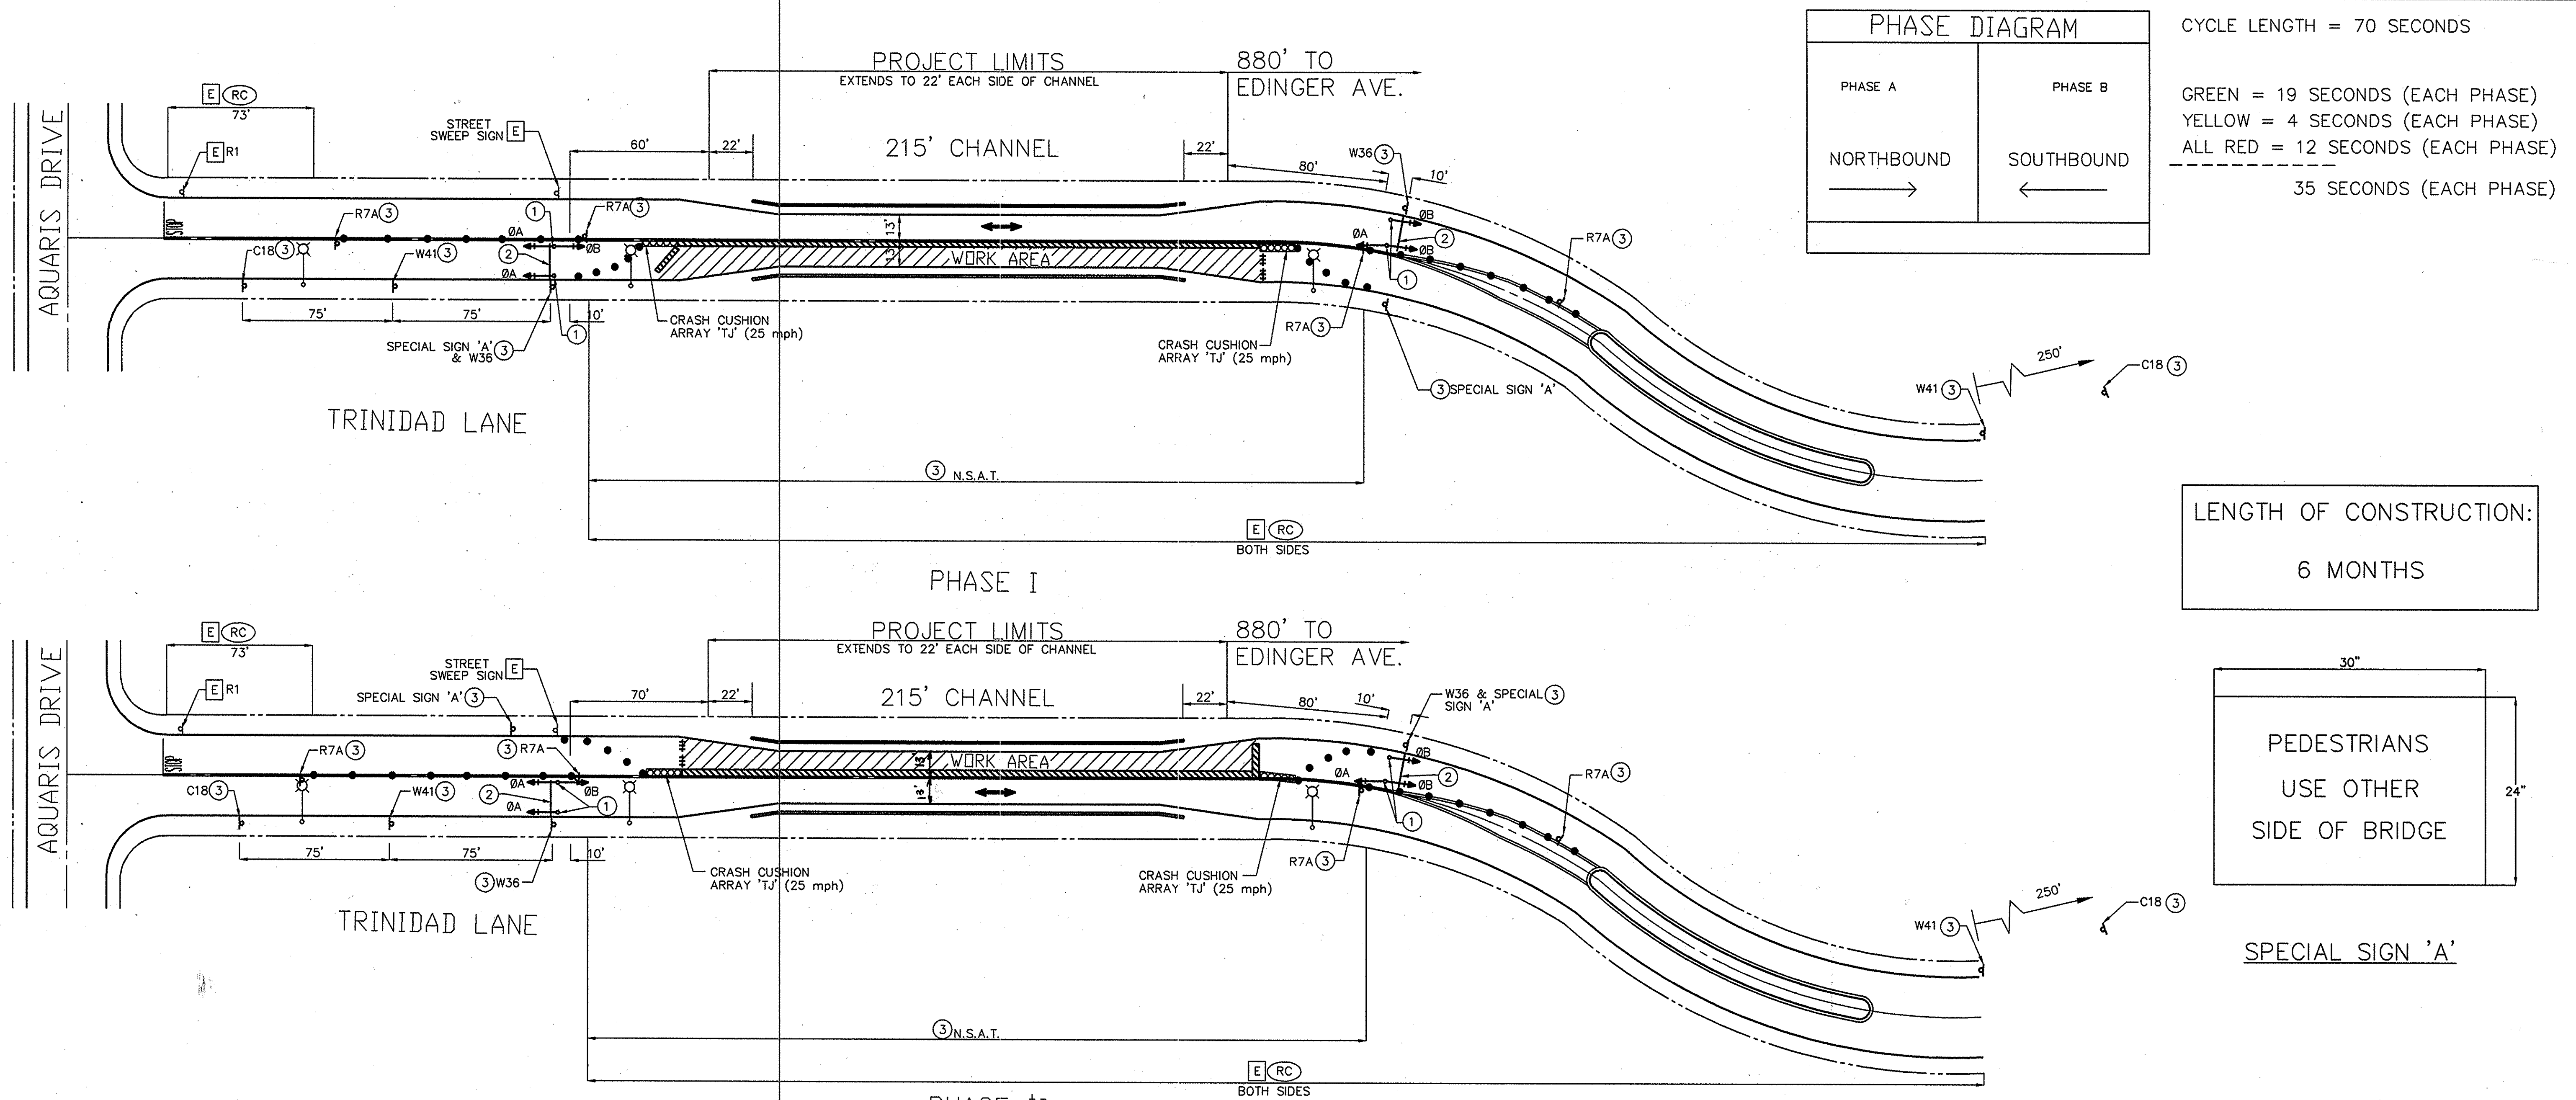 PHASE DIAGRAM
PHASE A
PHASE B
NORTHBOUND
SOUTHBOUND
CYCLE LENGTH = 70 SECONDS
GREEN = 19 SECONDS (EACH PHASE)
YELLOW = 4 SECONDS (EACH PHASE)
ALL RED = 12 SECONDS (EACH PHASE)
35 SECONDS (EACH PHASE)
AQUARIS DRIVE
E RC
73'
E R1
STREET
SWEEP SIGN E
PROJECT LIMITS
EXTENDS TO 22' EACH SIDE OF CHANNEL
880' TO
EDINGER AVE.
60'
22'
215' CHANNEL
22'
80'
W36 3
10'
STOP
R7A 3
1
R7A 3
ØA
ØB
2
C18 3
W41 3
ØA
13'
13'
WORK AREA
ØA
ØB
2
ØB
1
R7A 3
75'
75'
10'
1
SPECIAL SIGN 'A' 3
& W36
CRASH CUSHION
ARRAY 'TJ' (25 mph)
CRASH CUSHION
ARRAY 'TJ' (25 mph)
R7A 3
3 SPECIAL SIGN 'A'
W41 3
250'
C18 3
TRINIDAD LANE
3 N.S.A.T.
E RC
BOTH SIDES
PHASE I
LENGTH OF CONSTRUCTION:
6 MONTHS
AQUARIS DRIVE
E RC
73'
E R1
STREET
SWEEP SIGN E
SPECIAL SIGN 'A' 3
PROJECT LIMITS
EXTENDS TO 22' EACH SIDE OF CHANNEL
880' TO
EDINGER AVE.
70'
22'
215' CHANNEL
22'
80'
10'
W36 & SPECIAL 3
SIGN 'A'
STOP
R7A 3
3 R7A
C18 3
W41 3
2
ØA
ØB
1
WORK AREA
13'
13'
ØA
ØB
2
ØB
1
R7A 3
75'
75'
10'
3 W36
CRASH CUSHION
ARRAY 'TJ' (25 mph)
CRASH CUSHION
ARRAY 'TJ' (25 mph)
R7A 3
W41 3
250'
C18 3
TRINIDAD LANE
3 N.S.A.T.
E RC
BOTH SIDES
30"
24"
PEDESTRIANS
USE OTHER
SIDE OF BRIDGE
SPECIAL SIGN 'A'